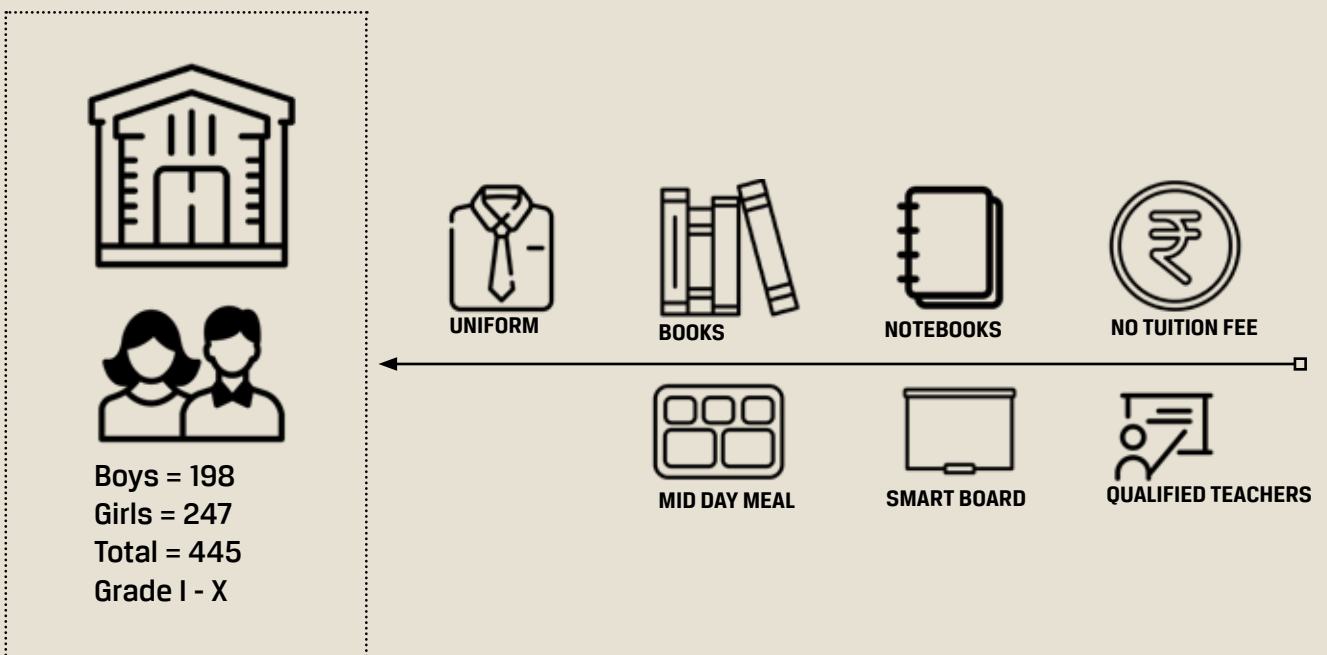 UNIFORM
BOOKS
NOTEBOOKS
NO TUITION FEE
MID DAY MEAL
SMART BOARD
QUALIFIED TEACHERS
Boys = 198
Girls = 247
Total = 445
Grade I - X